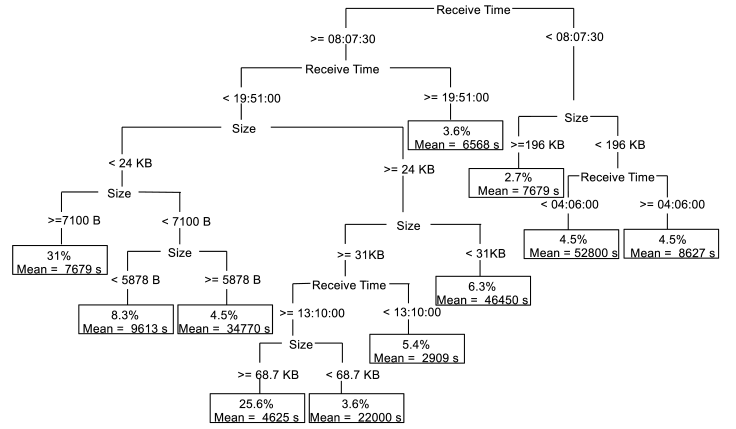 Receive Time
>= 08:07:30
< 08:07:30
Receive Time
< 19:51:00
>= 19:51:00
Size
3.6%
Mean = 6568 s
Size
>=196 KB
< 196 KB
< 24 KB
>= 24 KB
2.7%
Mean = 7679 s
Receive Time
Size
< 04:06:00
>= 04:06:00
>=7100 B
< 7100 B
Size
4.5%
Mean = 52800 s
4.5%
Mean = 8627 s
31%
Mean = 7679 s
Size
>= 31KB
< 31KB
< 5878 B
>= 5878 B
Receive Time
6.3%
Mean = 46450 s
8.3%
Mean = 9613 s
4.5%
Mean = 34770 s
>= 13:10:00
< 13:10:00
Size
5.4%
Mean = 2909 s
>= 68.7 KB
< 68.7 KB
25.6%
Mean = 4625 s
3.6%
Mean = 22000 s